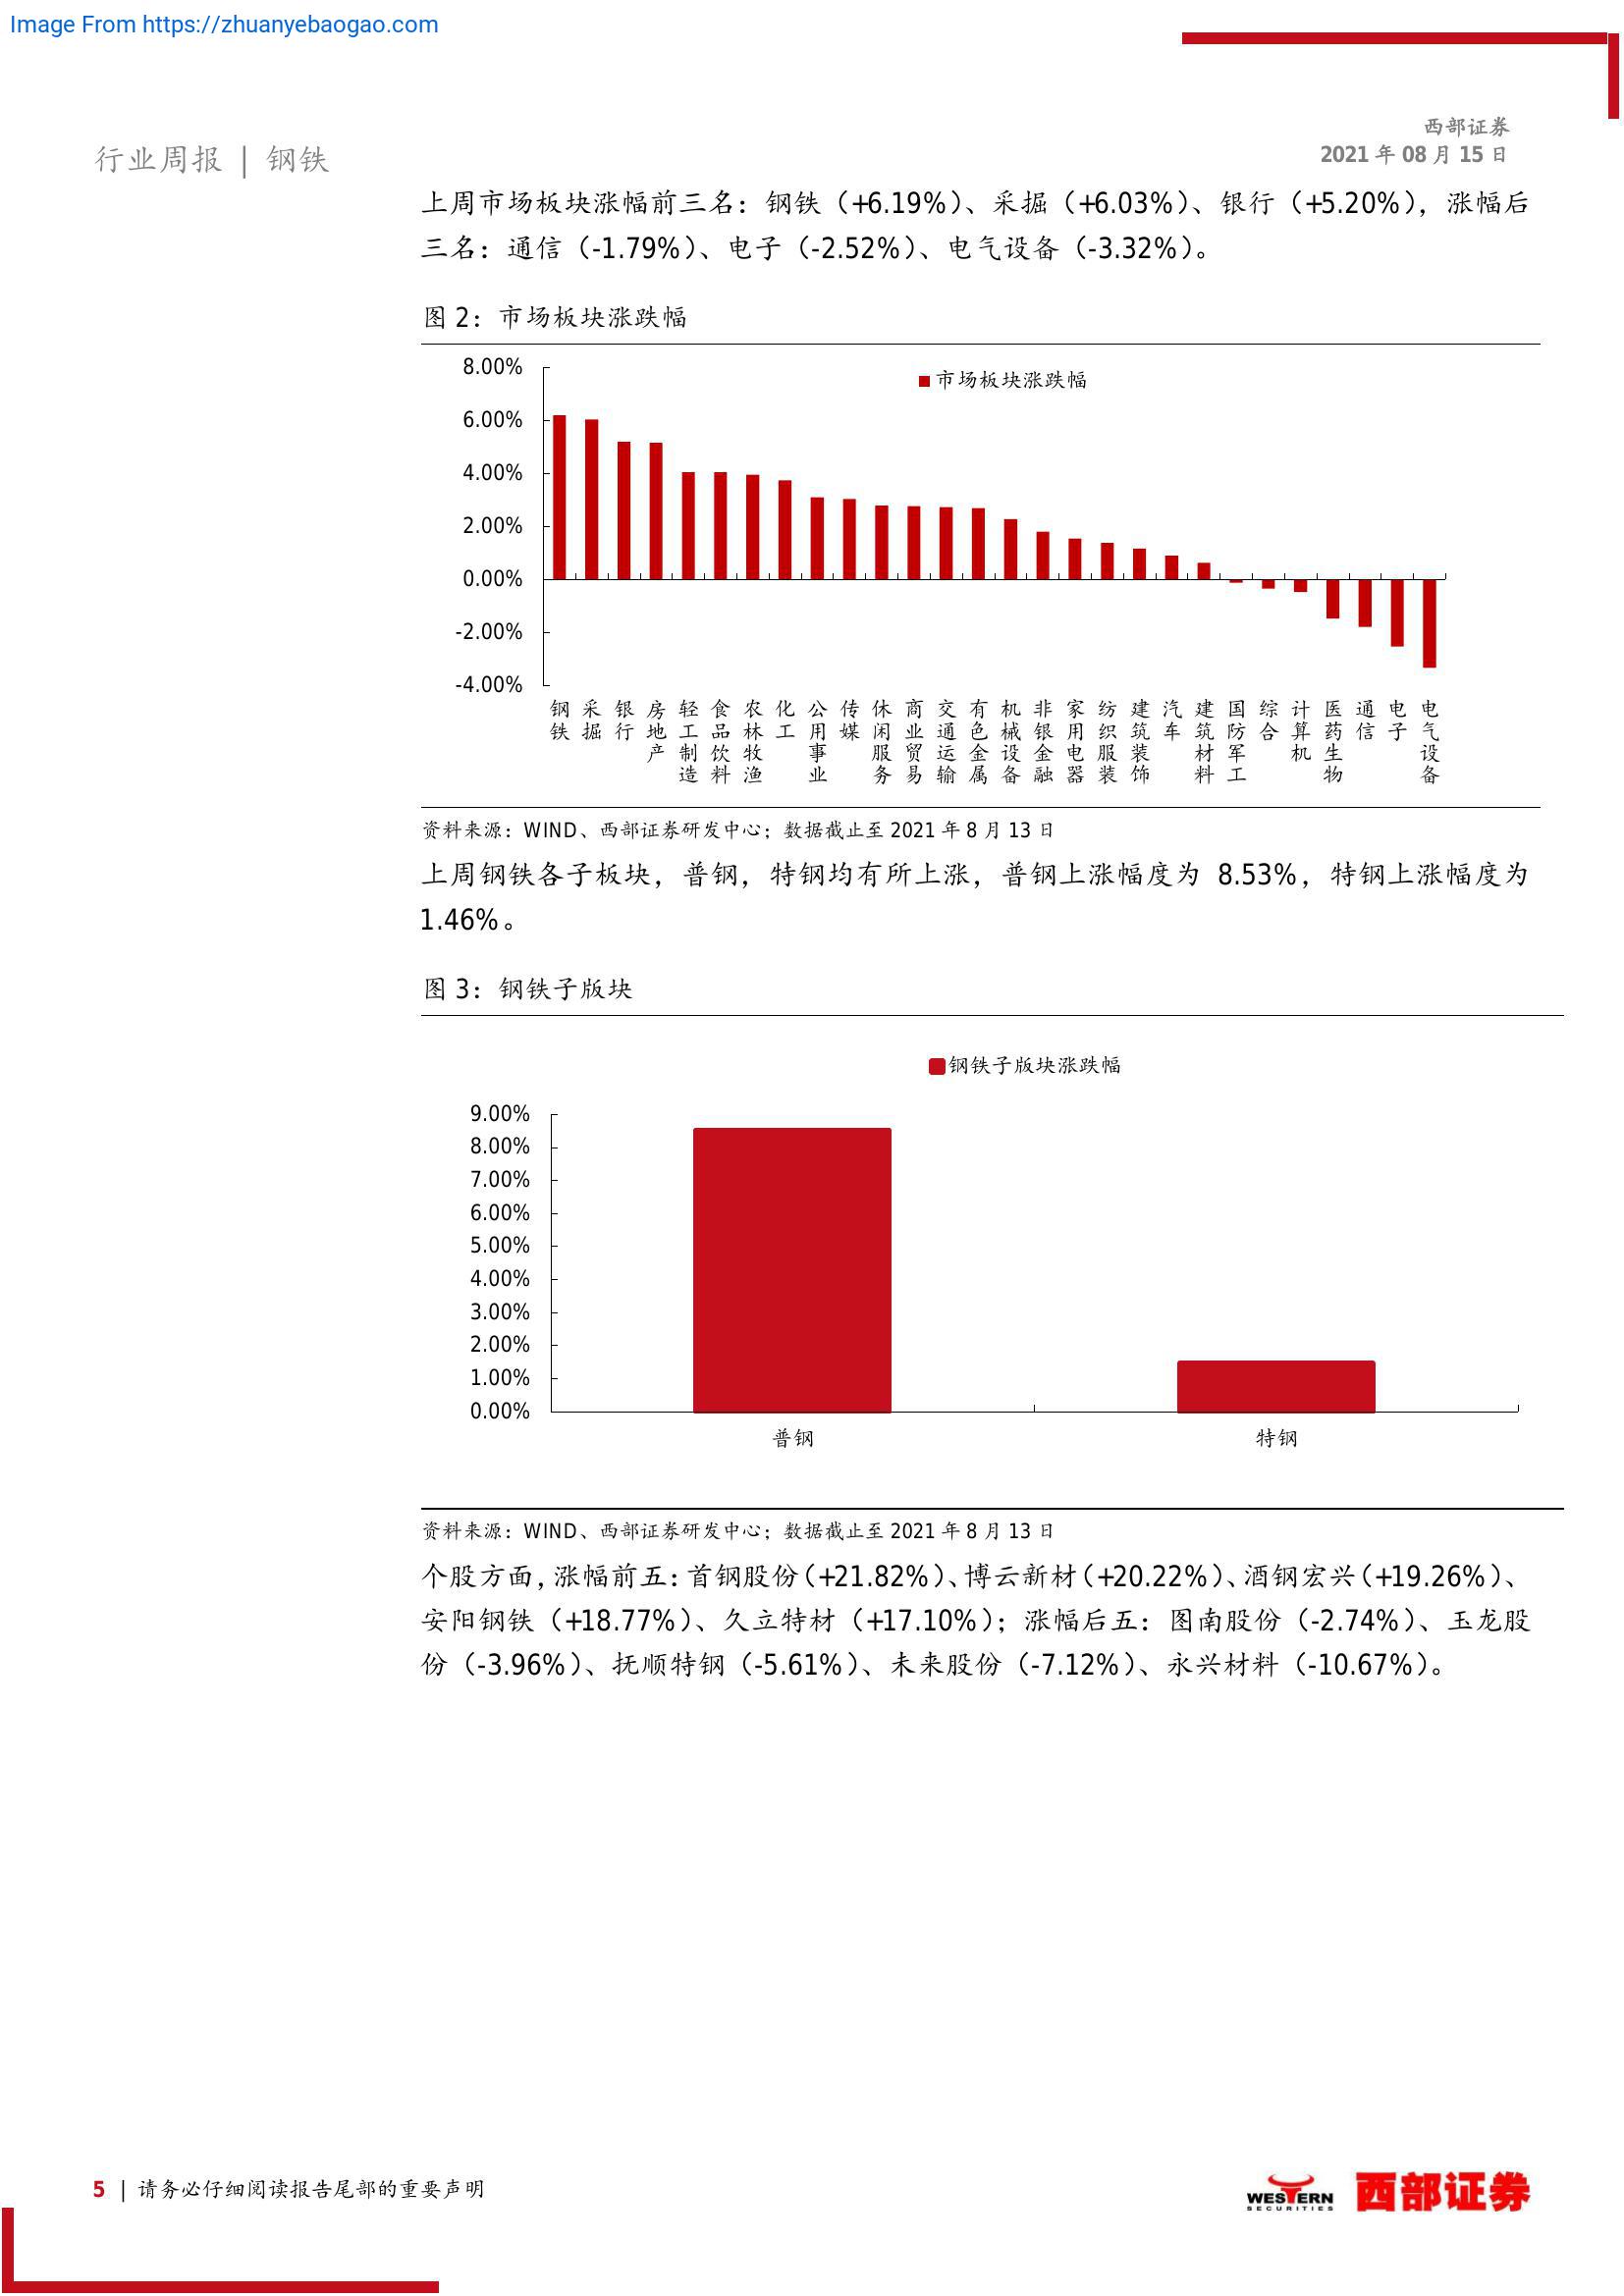 Image From https://zhuanyebaogao.com
西部证券
2021 年 08 月 15 日
行业周报 | 钢铁
上周市场板块涨幅前三名：钢铁（+6.19%）、采掘（+6.03%）、银行（+5.20%），涨幅后
三名：通信（-1.79%）、电子（-2.52%）、电气设备（-3.32%）。
图 2：市场板块涨跌幅
市场板块涨跌幅
8.00%
6.00%
4.00%
2.00%
0.00%
-2.00%
-4.00%
钢铁
采掘
银行
房地产
轻工制造
食品饮料
农林牧渔
化工
公用事业
传媒
休闲服务
商业贸易
交通运输
有色金属
机械设备
非银金融
家用电器
纺织服装
建筑装饰
汽车
建筑材料
国防军工
综合
计算机
医药生物
通信
电子
电气设备
资料来源：WIND、西部证券研发中心；数据截止至 2021 年 8 月 13 日
上周钢铁各子板块，普钢，特钢均有所上涨，普钢上涨幅度为 8.53%，特钢上涨幅度为
1.46%。
图 3：钢铁子版块
钢铁子版块涨跌幅
9.00%
8.00%
7.00%
6.00%
5.00%
4.00%
3.00%
2.00%
1.00%
0.00%
普钢
特钢
资料来源：WIND、西部证券研发中心；数据截止至 2021 年 8 月 13 日
个股方面，涨幅前五：首钢股份（+21.82%）、博云新材（+20.22%）、酒钢宏兴（+19.26%）、
安阳钢铁（+18.77%）、久立特材（+17.10%）；涨幅后五：图南股份（-2.74%）、玉龙股
份（-3.96%）、抚顺特钢（-5.61%）、未来股份（-7.12%）、永兴材料（-10.67%）。
5 | 请务必仔细阅读报告尾部的重要声明
WESTERN
SECURITIES
西部证券